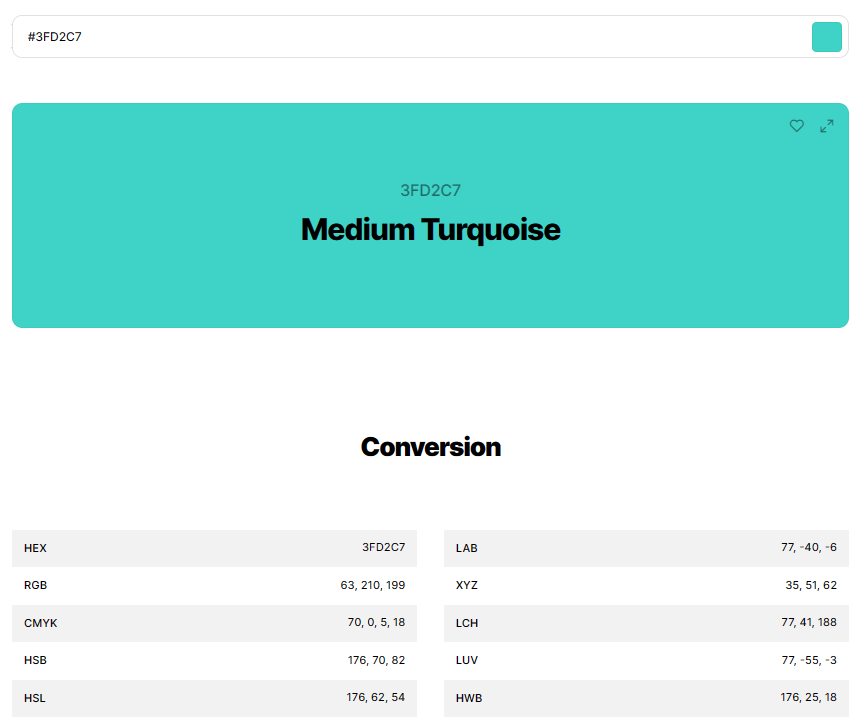 #3FD2C7
3FD2C7
Medium Turquoise
Conversion
HEX 3FD2C7
RGB 63, 210, 199
CMYK 70, 0, 5, 18
HSB 176, 70, 82
HSL 176, 62, 54
LAB 77, -40, -6
XYZ 35, 51, 62
LCH 77, 41, 188
LUV 77, -55, -3
HWB 176, 25, 18